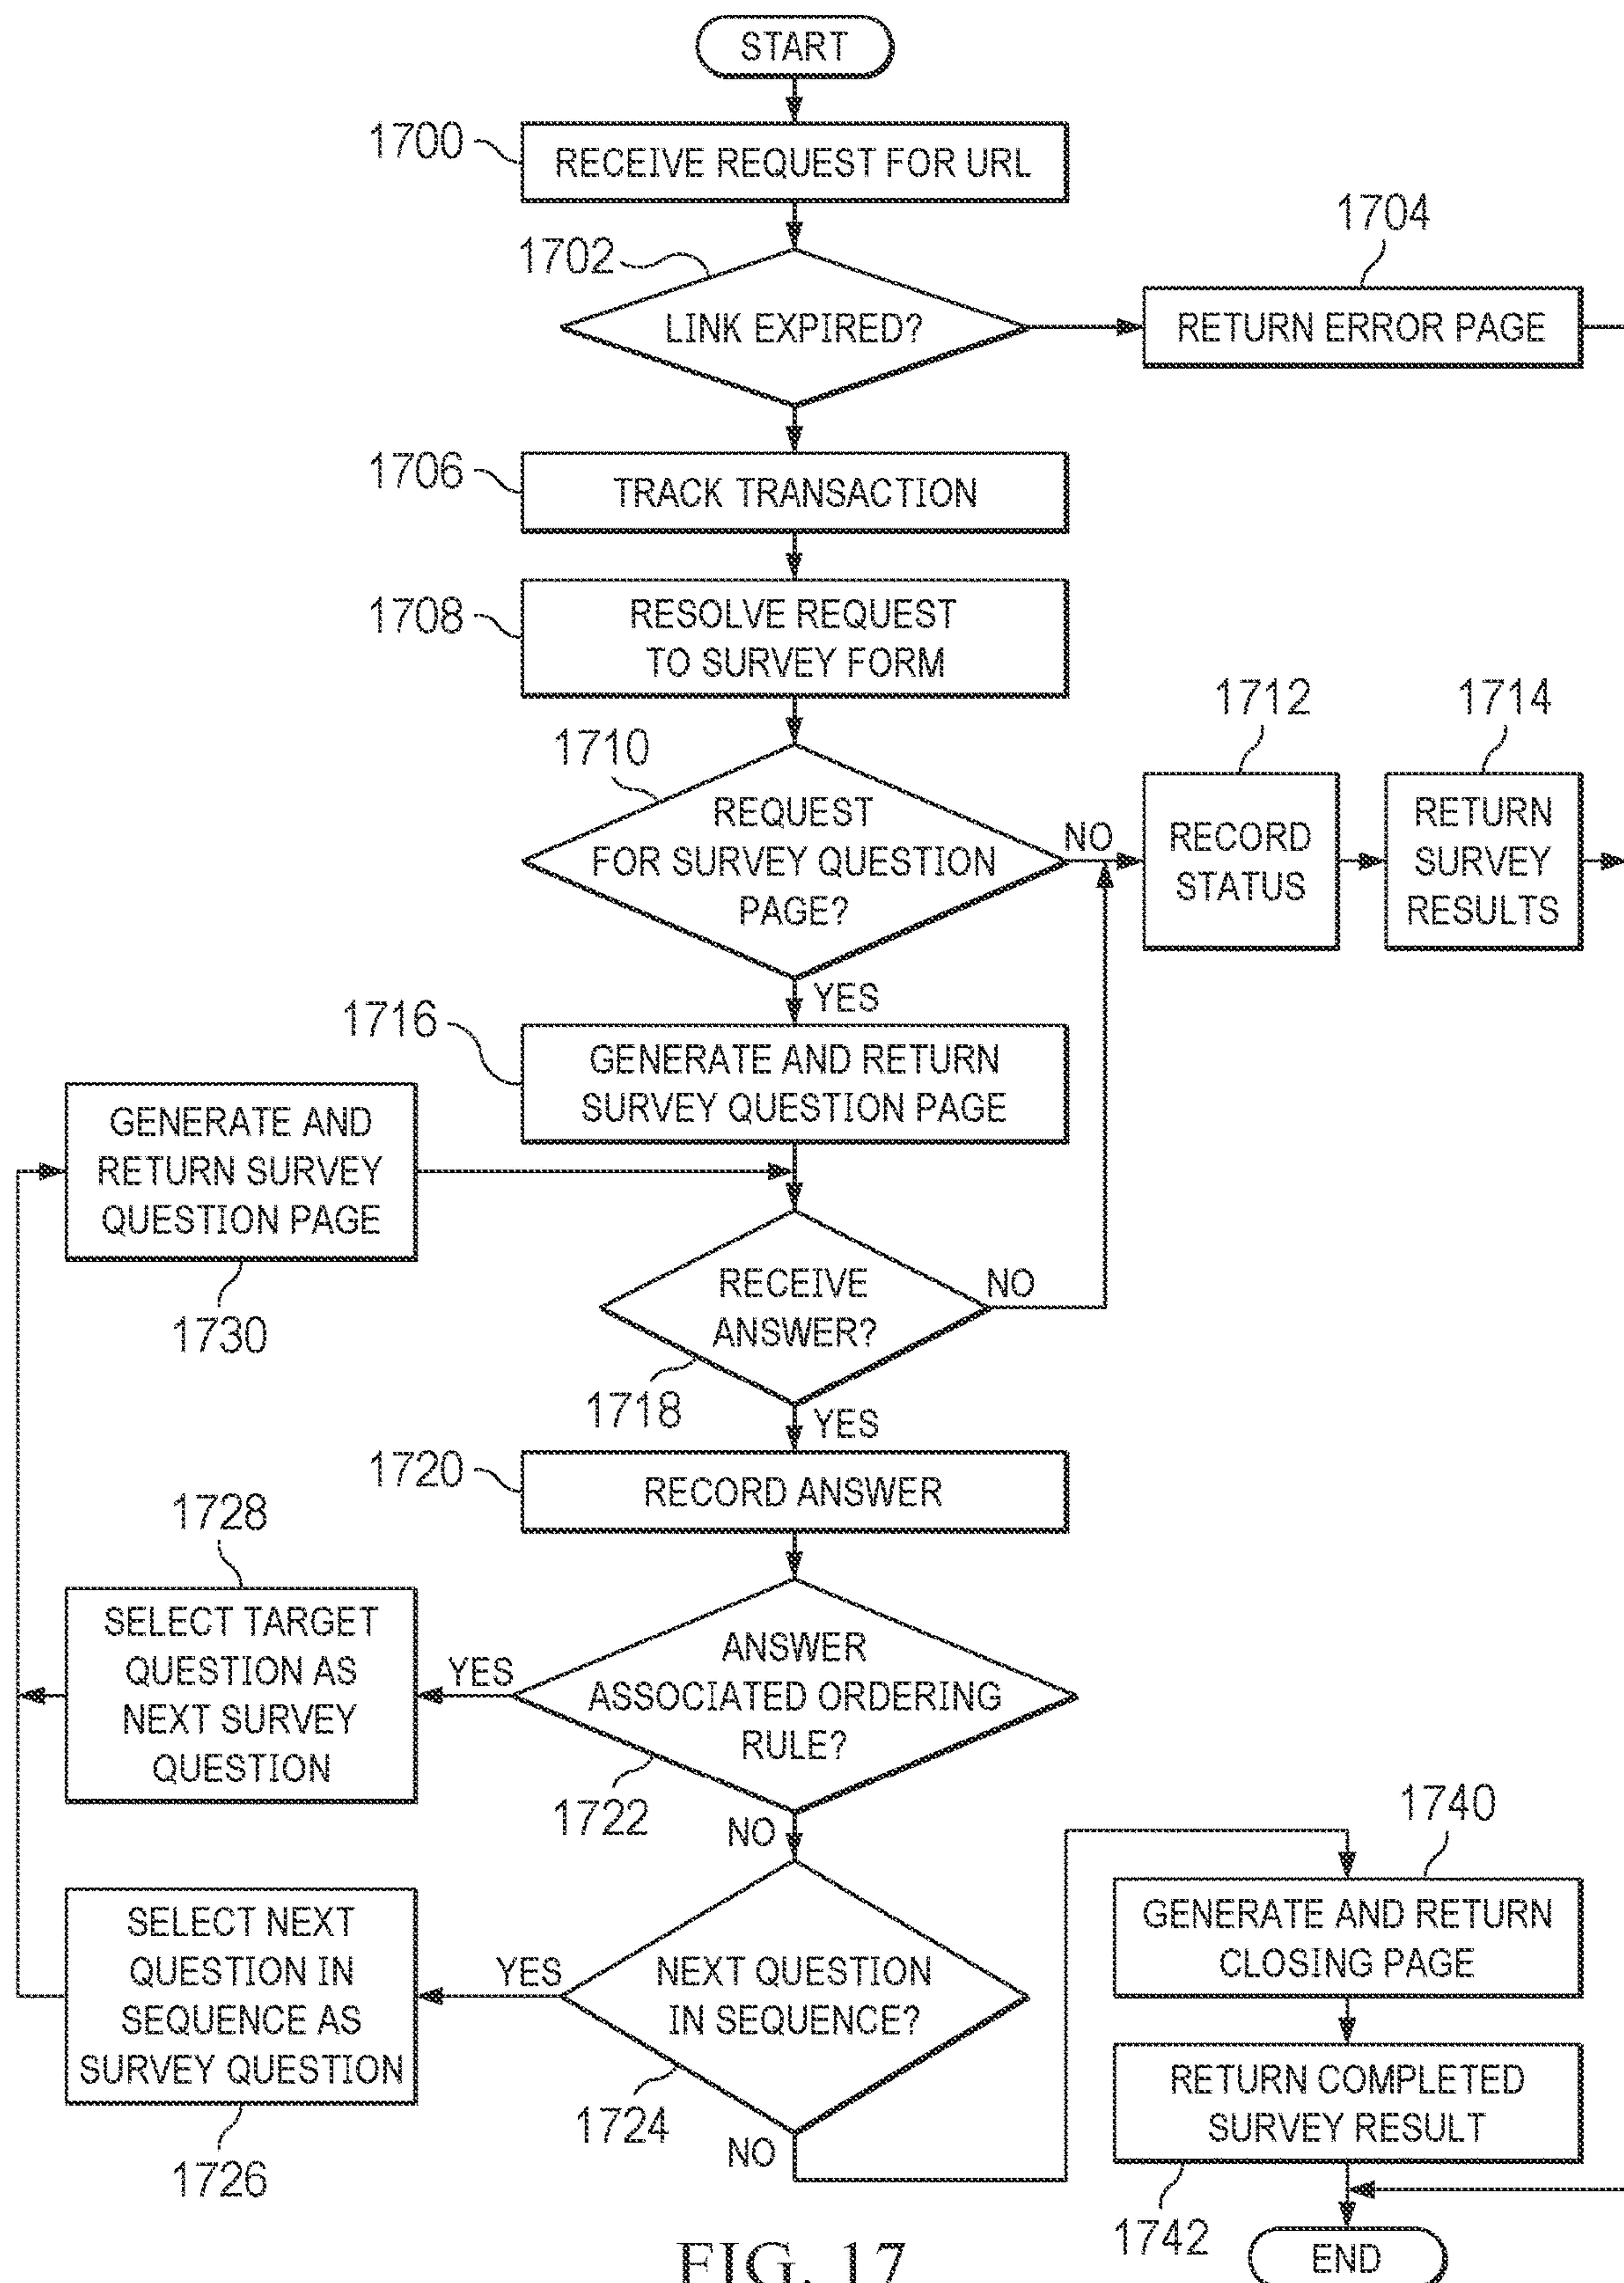 START
1700
RECEIVE REQUEST FOR URL
1702
1704
LINK EXPIRED?
RETURN ERROR PAGE
1706
TRACK TRANSACTION
1708
RESOLVE REQUEST
TO SURVEY FORM
1710
1712
1714
REQUEST
FOR SURVEY QUESTION
PAGE?
NO
RECORD
STATUS
RETURN
SURVEY
RESULTS
YES
1716
GENERATE AND RETURN
SURVEY QUESTION PAGE
GENERATE AND
RETURN SURVEY
QUESTION PAGE
1730
RECEIVE
ANSWER?
NO
1718
YES
1720
RECORD ANSWER
1728
SELECT TARGET
QUESTION AS
NEXT SURVEY
QUESTION
YES
ANSWER
ASSOCIATED ORDERING
RULE?
1722
NO
1740
GENERATE AND RETURN
CLOSING PAGE
SELECT NEXT
QUESTION IN
SEQUENCE AS
SURVEY QUESTION
YES
NEXT QUESTION
IN SEQUENCE?
1726
1724
NO
RETURN COMPLETED
SURVEY RESULT
1742
END
FIG. 17